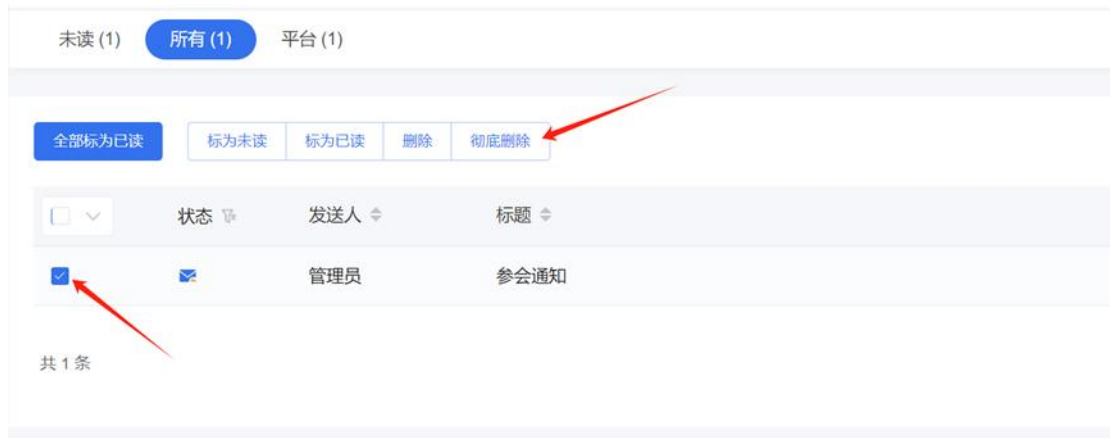 未读 (1) 所有 (1) 平台 (1)
全部标为已读 标为未读 标为已读 删除 彻底删除
状态 发送人 标题
管理员 参会通知
共 1 条